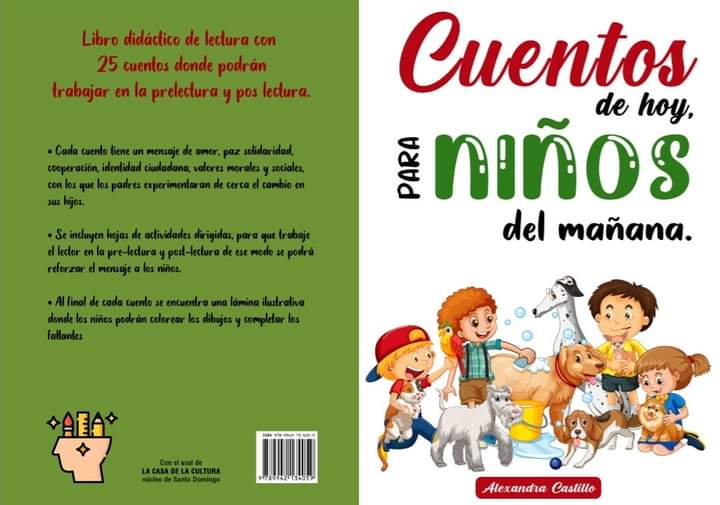 Libro didáctico de lectura con
25 cuentos donde podrán
trabajar en la prelectura y pos lectura.
• Cada cuento tiene un mensaje de amor, paz solidaridad,
cooperación, identidad ciudadana, valores morales y sociales,
con los que los padres experimentaran de cerca el cambio en
sus hijos.
• Se incluyen hojas de actividades dirigidas, para que trabaje
el lector en la pre-lectura y post-lectura de ese modo se podrá
reforzar el mensaje a los niños.
• Al final de cada cuento se encuentra una lámina ilustrativa
donde los niños podrán colorear los dibujos y completar los
faltantes
Con el aval de
LA CASA DE LA CULTURA
núcleo de Santo Domingo
9789942134059
Cuentos
de hoy,
PARA
niños
del mañana.
Alexandra Castillo